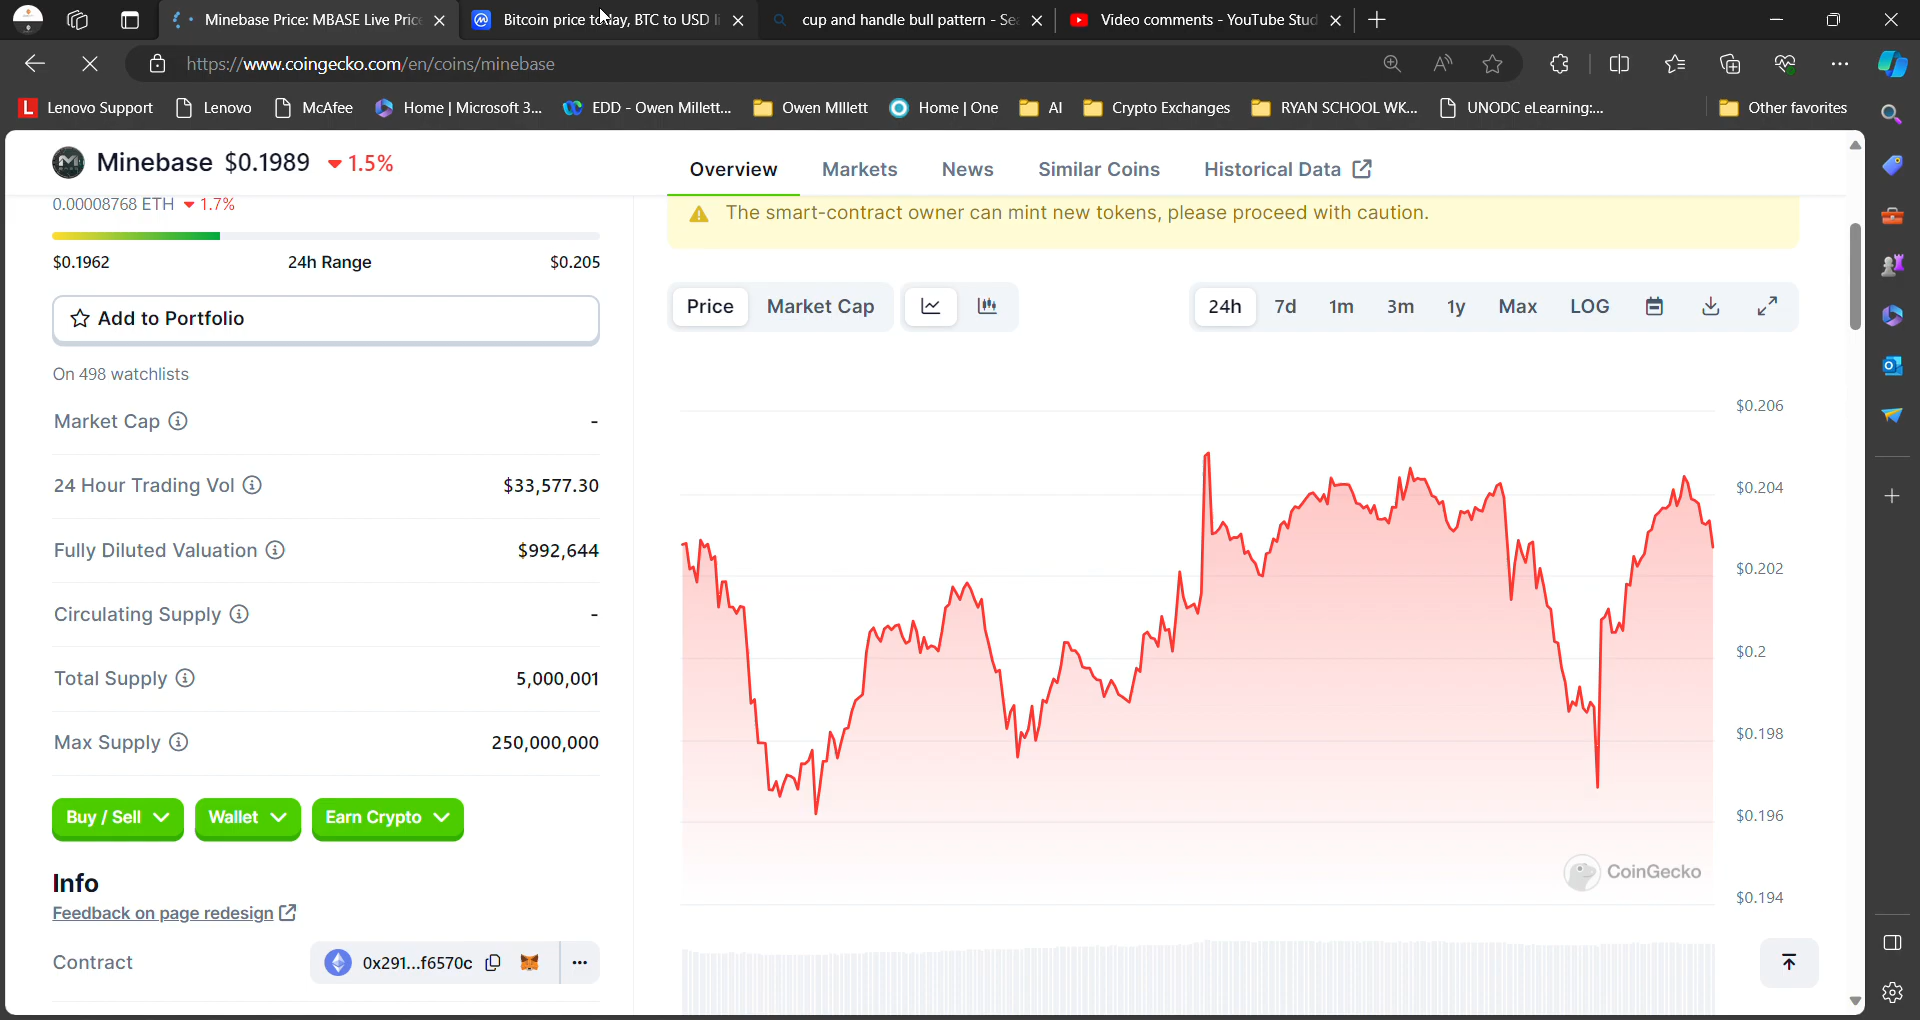 Minebase Price: MBASE Live Pric
Bitcoin price today, BTC to USD li
cup and handle bull pattern - Se
Video comments - YouTube Stud
https://www.coingecko.com/en/coins/minebase
Lenovo Support
Lenovo
McAfee
Home | Microsoft 3...
EDD - Owen Millett...
Owen MIllett
Home | One
AI
Crypto Exchanges
RYAN SCHOOL WK...
UNODC eLearning:...
Other favorites
Minebase $0.1989 1.5%
Overview
Markets
News
Similar Coins
Historical Data
0.00008768 ETH 1.7%
The smart-contract owner can mint new tokens, please proceed with caution.
$0.1962 24h Range $0.205
Price
Market Cap
24h
7d
1m
3m
1y
Max
LOG
Add to Portfolio
On 498 watchlists
Market Cap -
24 Hour Trading Vol $33,577.30
Fully Diluted Valuation $992,644
Circulating Supply -
Total Supply 5,000,001
Max Supply 250,000,000
Buy / Sell
Wallet
Earn Crypto
Info
Feedback on page redesign
Contract 0x291...f6570c
$0.206
$0.204
$0.202
$0.2
$0.198
$0.196
$0.194
CoinGecko